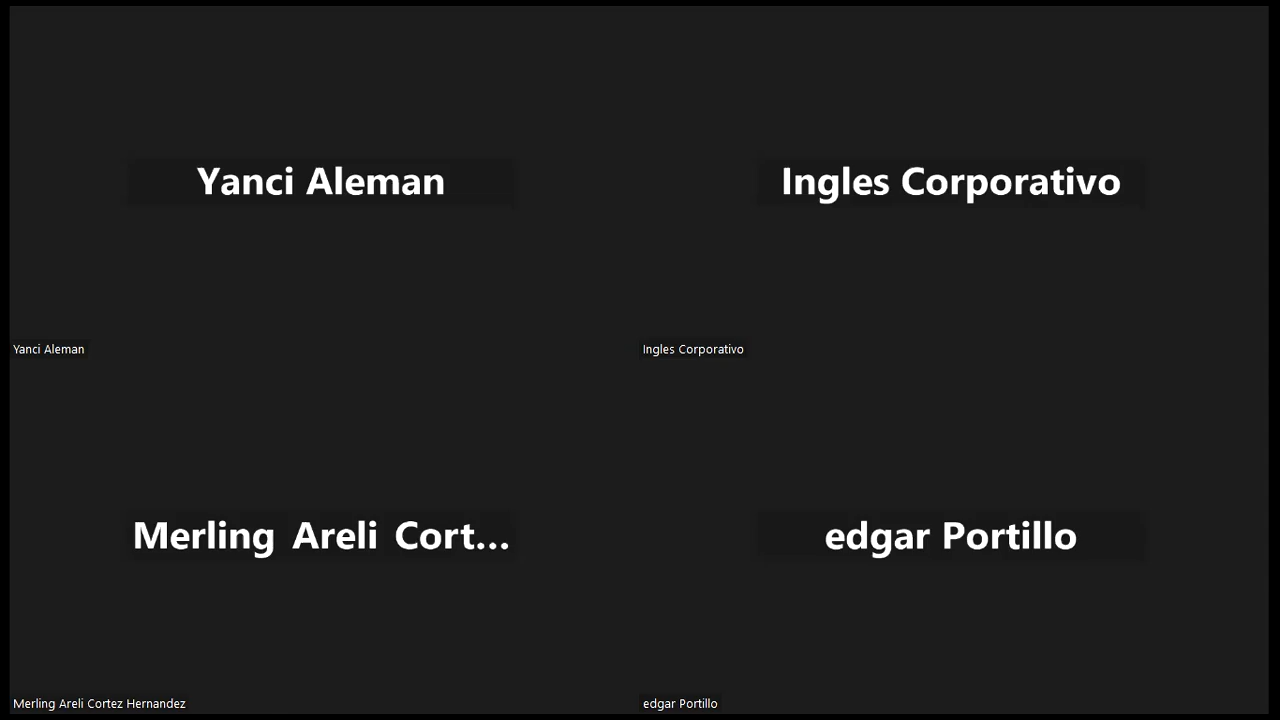 Yanci Aleman
Ingles Corporativo
Yanci Aleman
Ingles Corporativo
Merling Areli Cort...
edgar Portillo
Merling Areli Cortez Hernandez
edgar Portillo